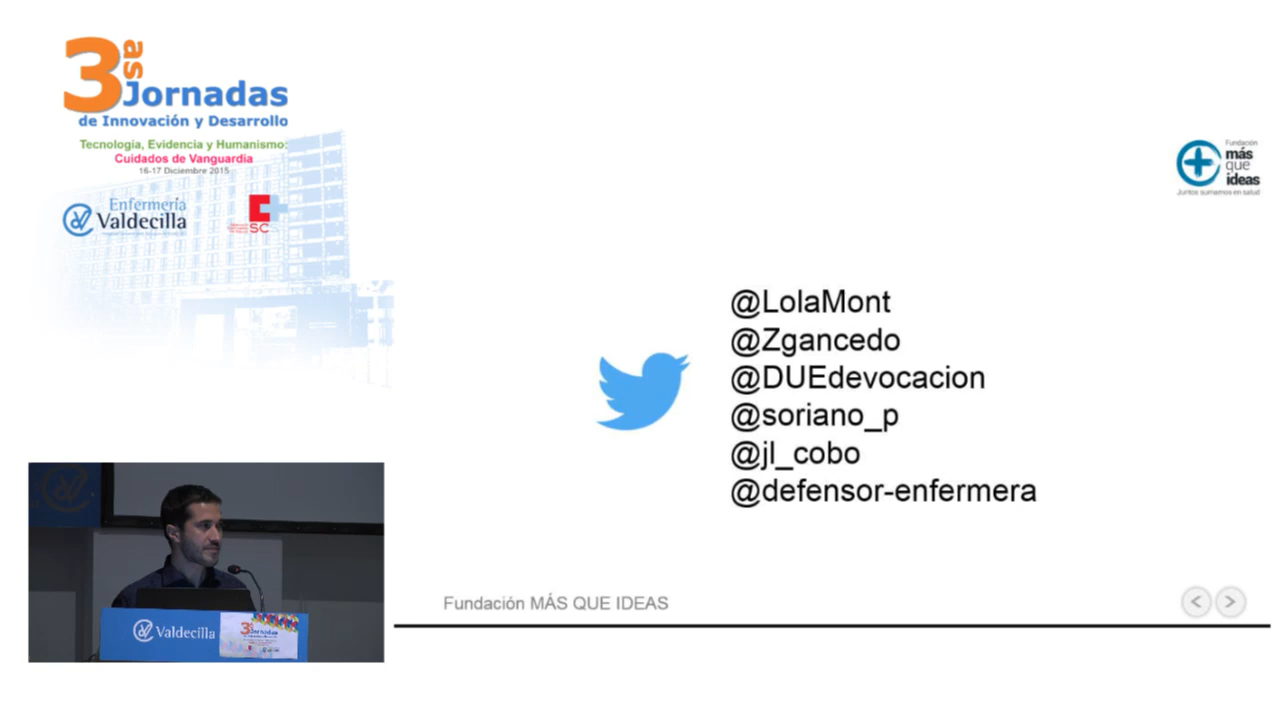 3as Jornadas
de Innovación y Desarrollo
Tecnología, Evidencia y Humanismo:
Cuidados de Vanguardia
16-17 Diciembre 2015
Enfermería
Valdecilla
SC
Fundación
más
que
ideas
Juntos sumamos en salud
@LolaMont
@Zgancedo
@DUEdevocacion
@soriano_p
@jl_cobo
@defensor-enfermera
Fundación MÁS QUE IDEAS
Valdecilla
3as Jornadas